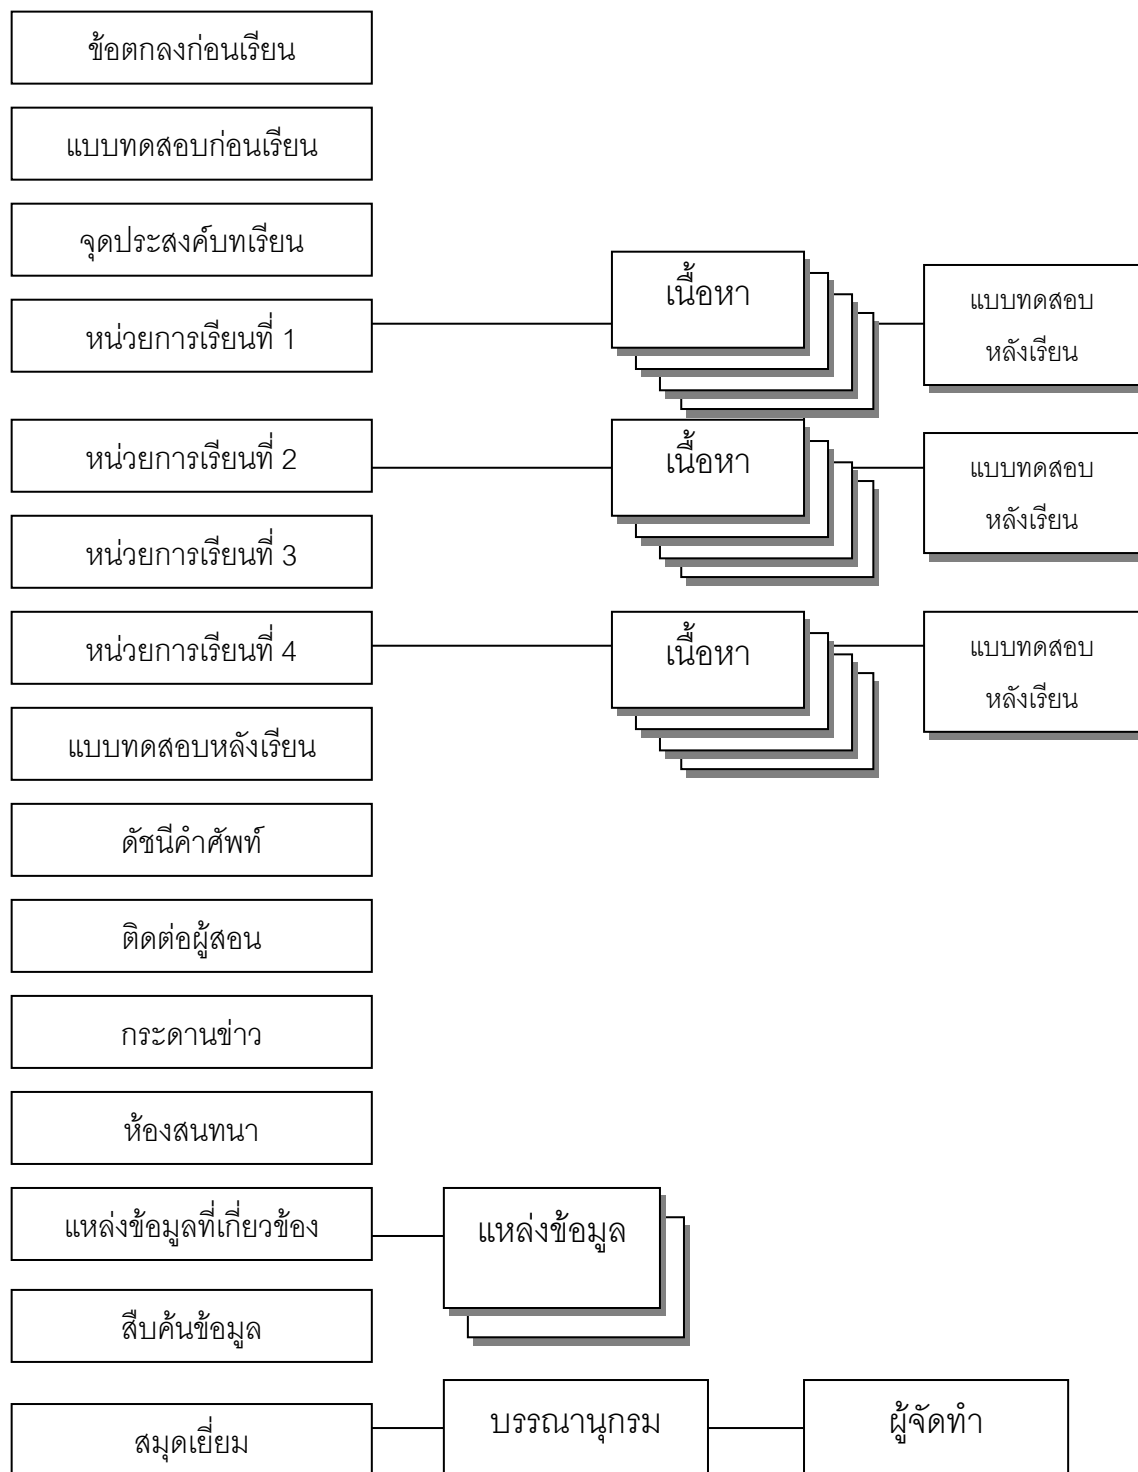 ข้อตกลงก่อนเรียน
แบบทดสอบก่อนเรียน
จุดประสงค์บทเรียน
หน่วยการเรียนที่ 1
เนื้อหา
แบบทดสอบ
หลังเรียน
หน่วยการเรียนที่ 2
เนื้อหา
แบบทดสอบ
หลังเรียน
หน่วยการเรียนที่ 3
หน่วยการเรียนที่ 4
เนื้อหา
แบบทดสอบ
หลังเรียน
แบบทดสอบหลังเรียน
ดัชนีคำศัพท์
ติดต่อผู้สอน
กระดานข่าว
ห้องสนทนา
แหล่งข้อมูลที่เกี่ยวข้อง
แหล่งข้อมูล
สืบค้นข้อมูล
สมุดเยี่ยม
บรรณานุกรม
ผู้จัดทำ